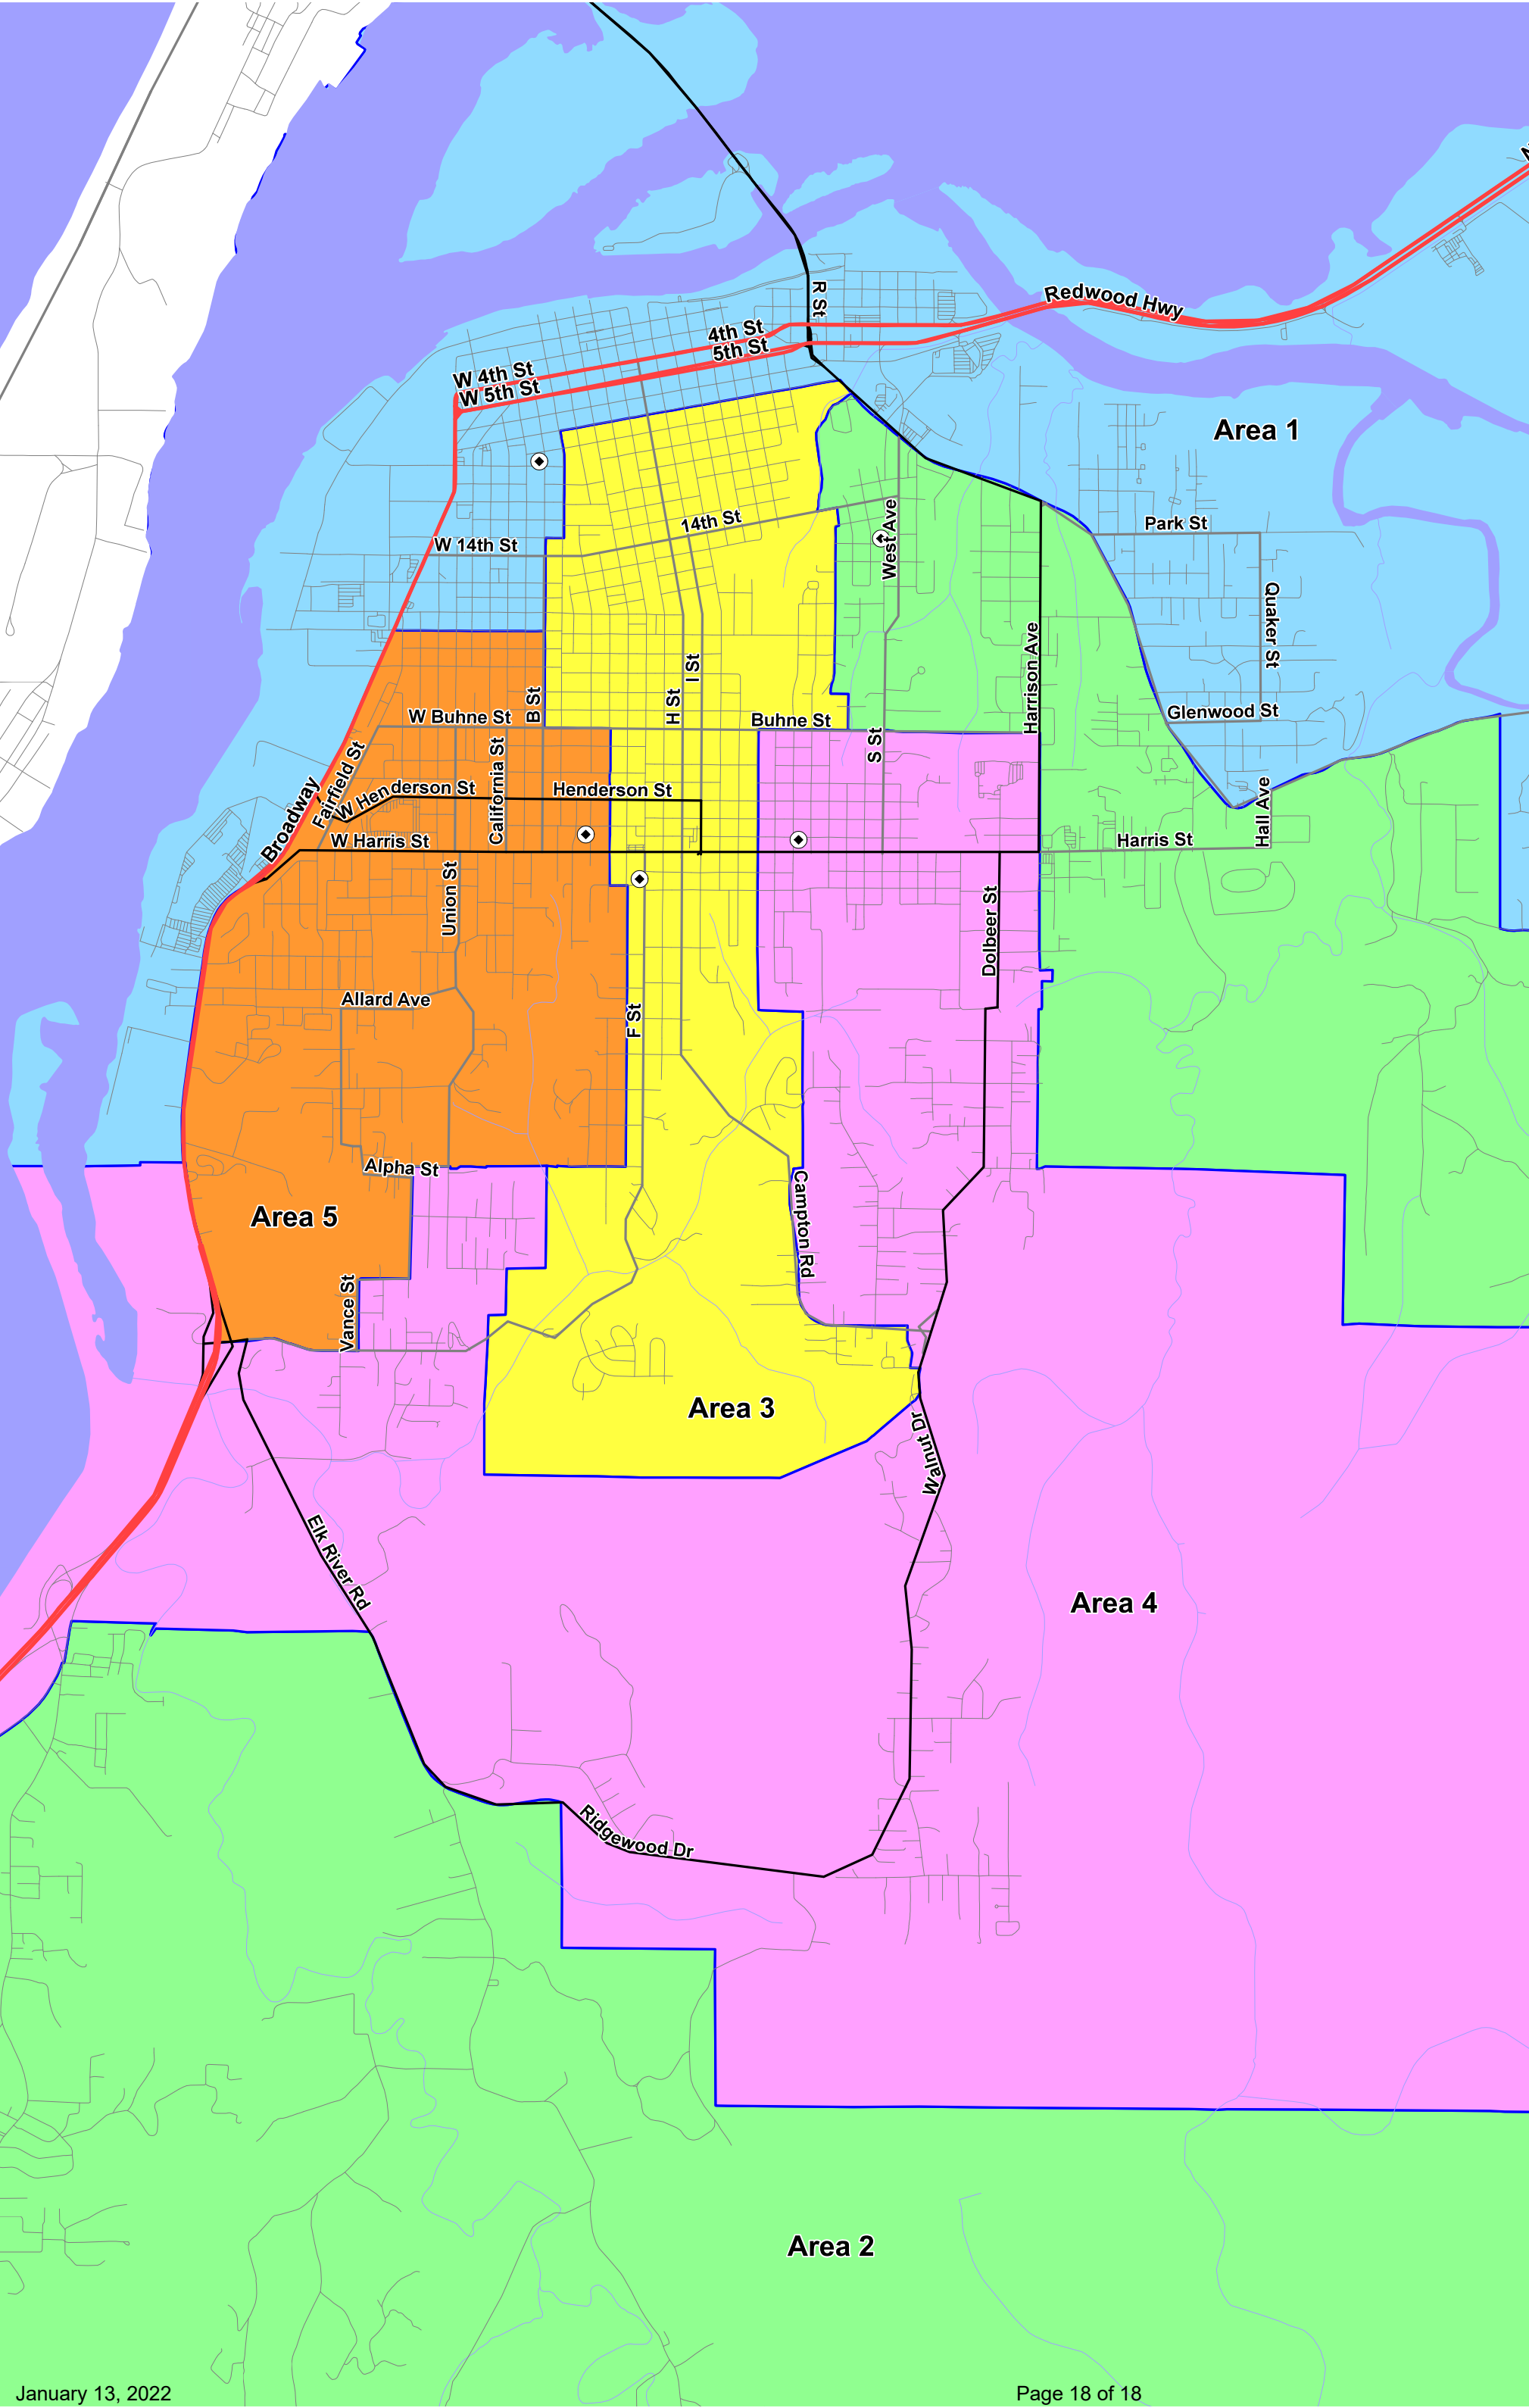 R St
Redwood Hwy
4th St
5th St
W 4th St
W 5th St
Area 1
14th St
W 14th St
West Ave
Park St
Quaker St
Harrison Ave
I St
H St
B St
W Buhne St
Buhne St
Glenwood St
S St
Fairfield St
California St
W Henderson St
Henderson St
Broadway
W Harris St
Harris St
Hall Ave
Union St
Dolbeer St
Allard Ave
F St
Alpha St
Campton Rd
Area 5
Vance St
Area 3
Walnut Dr
Elk River Rd
Area 4
Ridgewood Dr
Area 2
January 13, 2022
Page 18 of 18